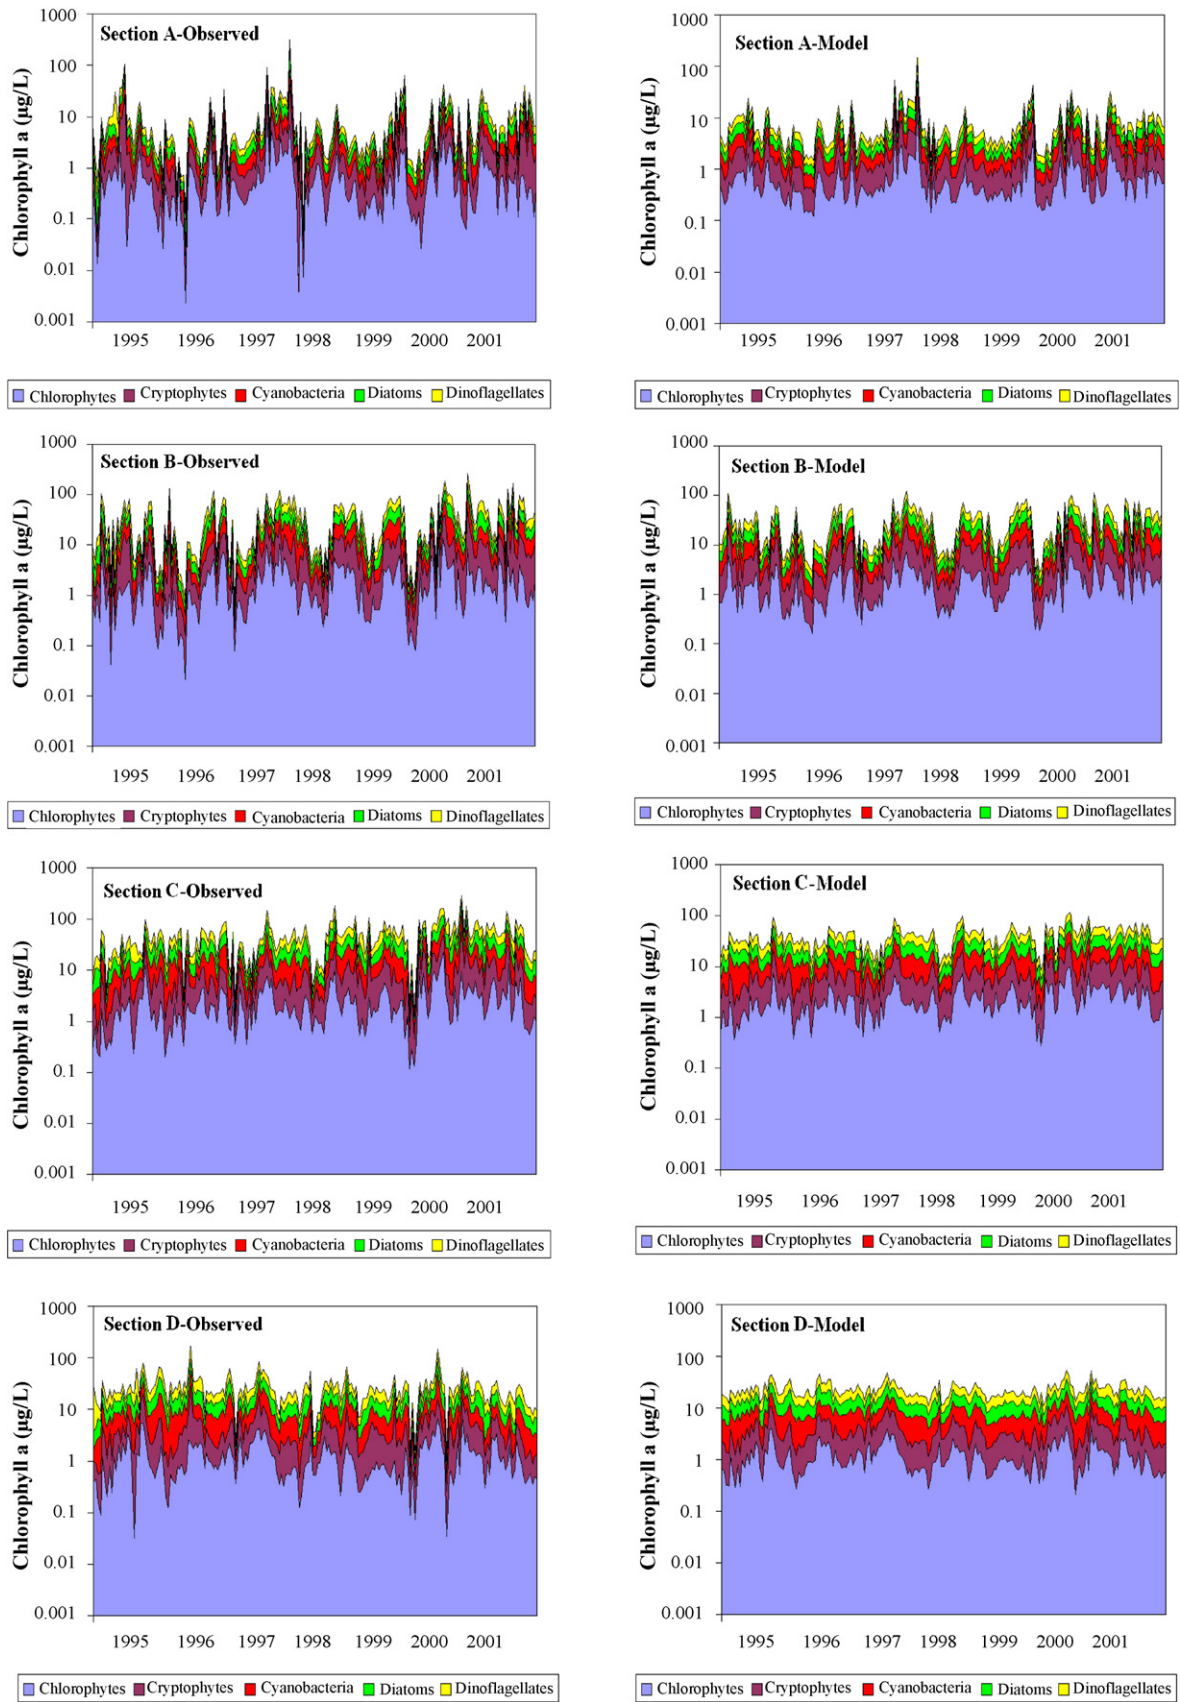 Section A-Observed
Chlorophyll a (µg/L)
1000
100
10
1
0.1
0.01
0.001
1995 1996 1997 1998 1999 2000 2001
Chlorophytes Cryptophytes Cyanobacteria Diatoms Dinoflagellates
Section A-Model
Chlorophyll a (µg/L)
1000
100
10
1
0.1
0.01
0.001
1995 1996 1997 1998 1999 2000 2001
Chlorophytes Cryptophytes Cyanobacteria Diatoms Dinoflagellates
Section B-Observed
Chlorophyll a (µg/L)
1000
100
10
1
0.1
0.01
0.001
1995 1996 1997 1998 1999 2000 2001
Chlorophytes Cryptophytes Cyanobacteria Diatoms Dinoflagellates
Section B-Model
Chlorophyll a (µg/L)
1000
100
10
1
0.1
0.01
0.001
1995 1996 1997 1998 1999 2000 2001
Chlorophytes Cryptophytes Cyanobacteria Diatoms Dinoflagellates
Section C-Observed
Chlorophyll a (µg/L)
1000
100
10
1
0.1
0.01
0.001
1995 1996 1997 1998 1999 2000 2001
Chlorophytes Cryptophytes Cyanobacteria Diatoms Dinoflagellates
Section C-Model
Chlorophyll a (µg/L)
1000
100
10
1
0.1
0.01
0.001
1995 1996 1997 1998 1999 2000 2001
Chlorophytes Cryptophytes Cyanobacteria Diatoms Dinoflagellates
Section D-Observed
Chlorophyll a (µg/L)
1000
100
10
1
0.1
0.01
0.001
1995 1996 1997 1998 1999 2000 2001
Chlorophytes Cryptophytes Cyanobacteria Diatoms Dinoflagellates
Section D-Model
Chlorophyll a (µg/L)
1000
100
10
1
0.1
0.01
0.001
1995 1996 1997 1998 1999 2000 2001
Chlorophytes Cryptophytes Cyanobacteria Diatoms Dinoflagellates